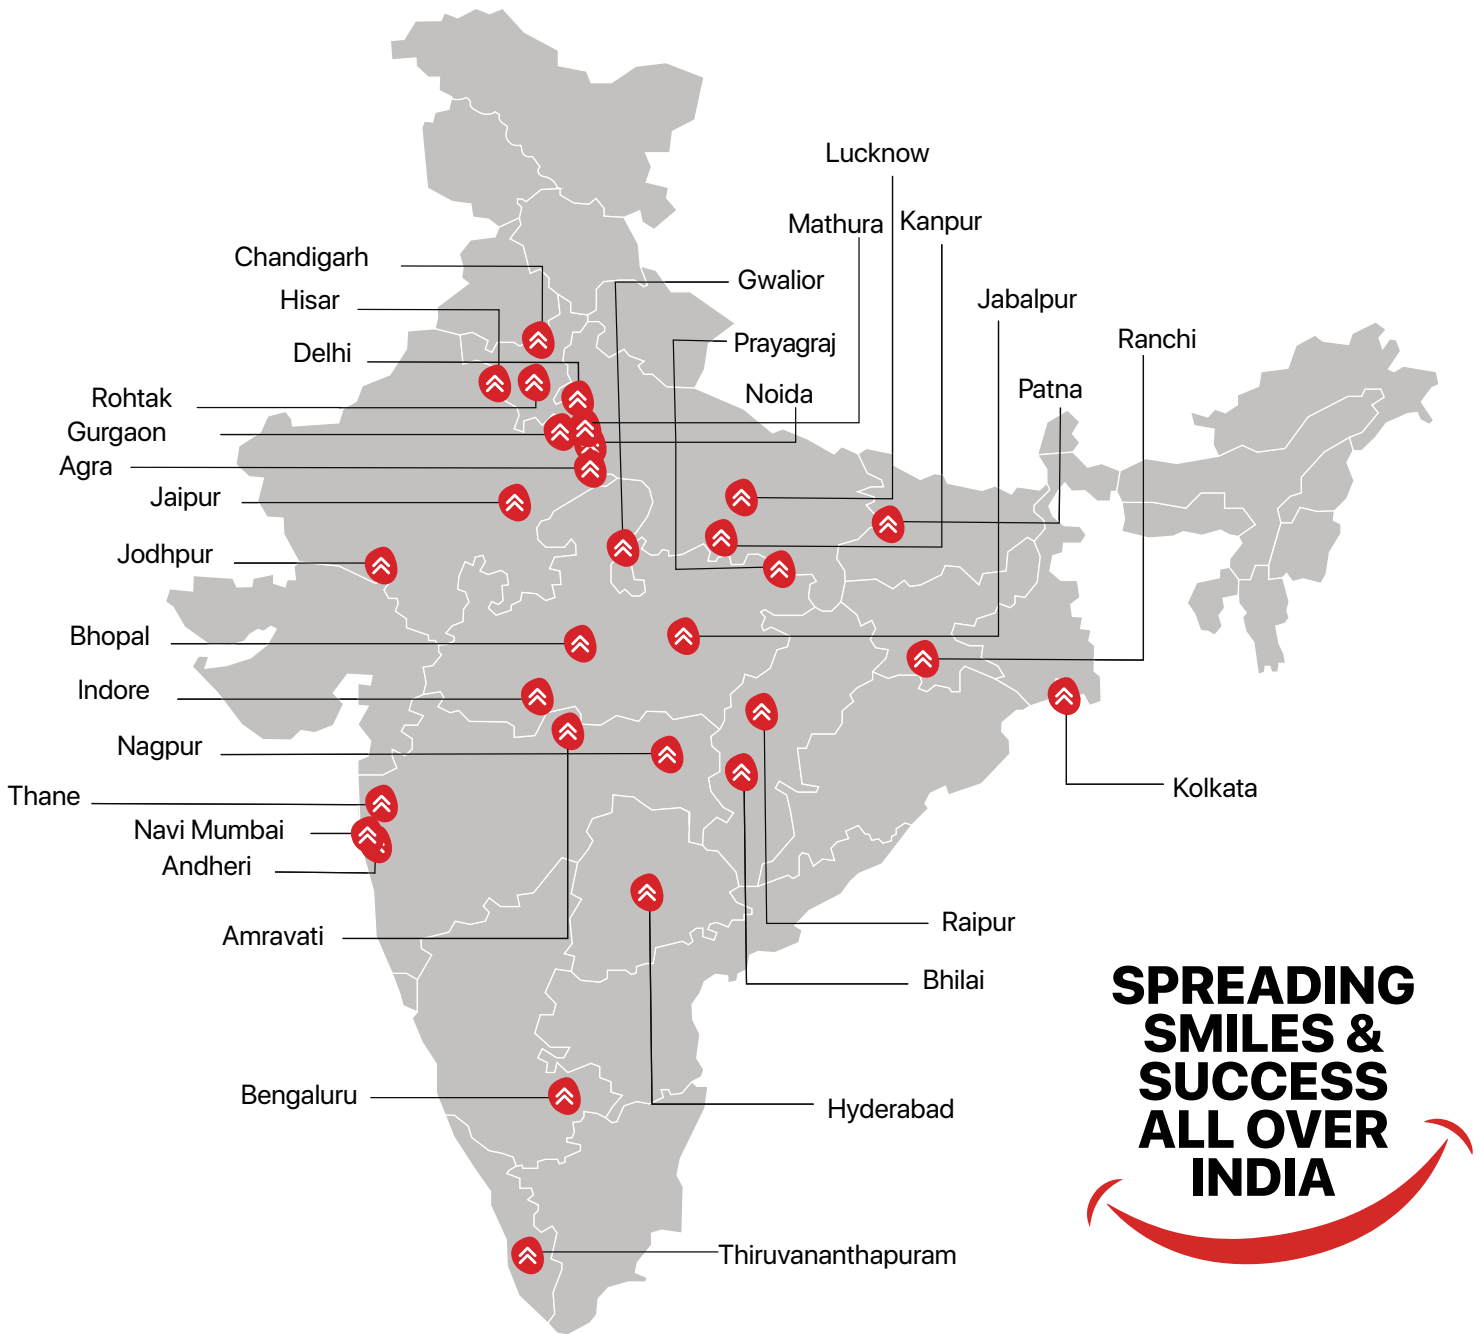 Lucknow
Mathura
Kanpur
Chandigarh
Gwalior
Hisar
Jabalpur
Delhi
Prayagraj
Ranchi
Rohtak
Noida
Patna
Gurgaon
Agra
Jaipur
Jodhpur
Bhopal
Indore
Nagpur
Thane
Kolkata
Navi Mumbai
Andheri
Amravati
Raipur
Bhilai
Bengaluru
Hyderabad
Thiruvananthapuram
SPREADING
SMILES &
SUCCESS
ALL OVER
INDIA